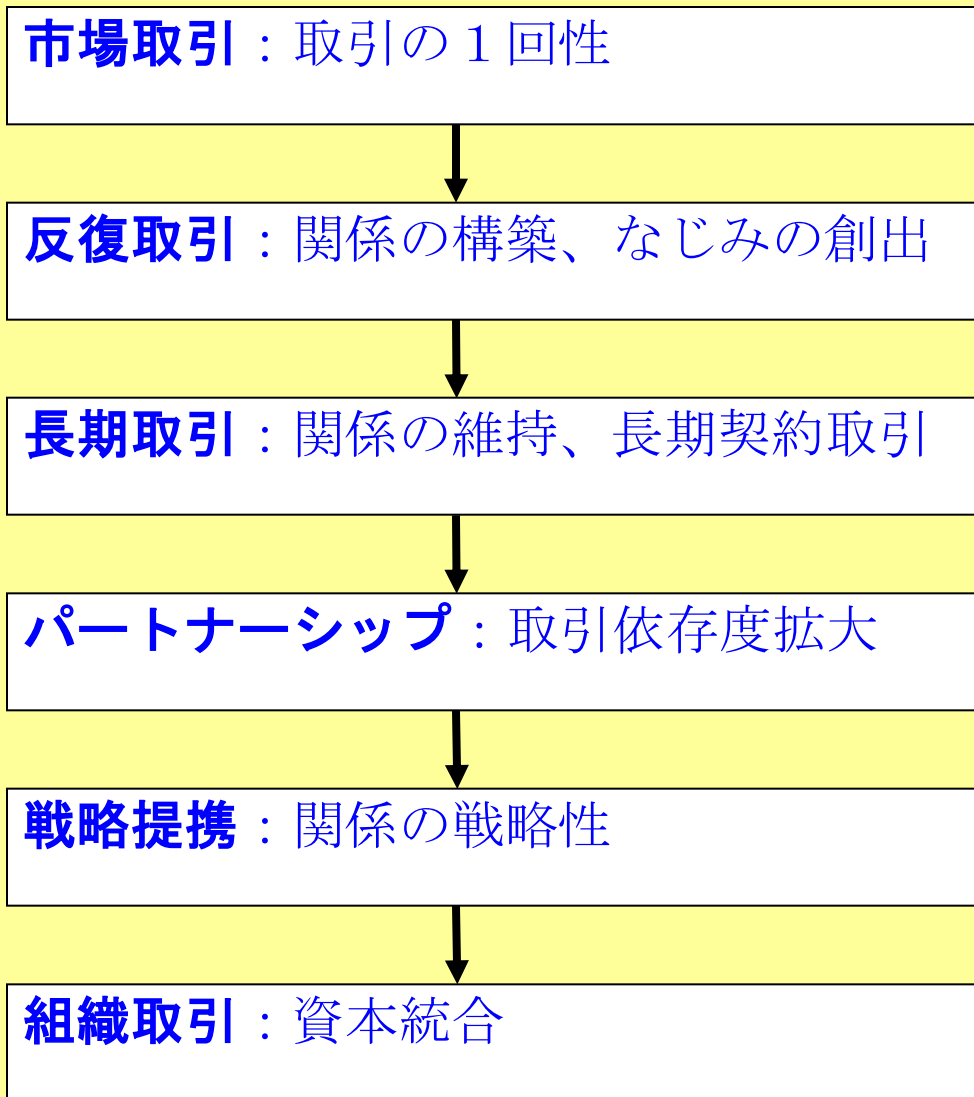 市場取引：取引の１回性
反復取引：関係の構築、なじみの創出
長期取引：関係の維持、長期契約取引
パートナーシップ：取引依存度拡大
戦略提携：関係の戦略性
組織取引：資本統合